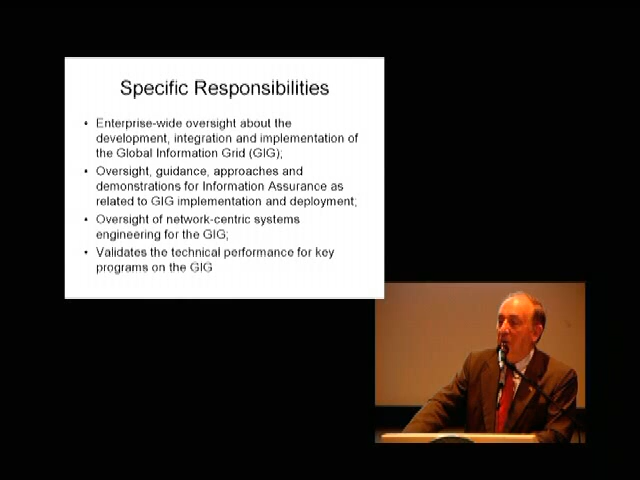 Specific Responsibilities
• Enterprise-wide oversight about the
development, integration and implementation of
the Global Information Grid (GIG);
• Oversight, guidance, approaches and
demonstrations for Information Assurance as
related to GIG implementation and deployment;
• Oversight of network-centric systems
engineering for the GIG;
• Validates the technical performance for key
programs on the GIG